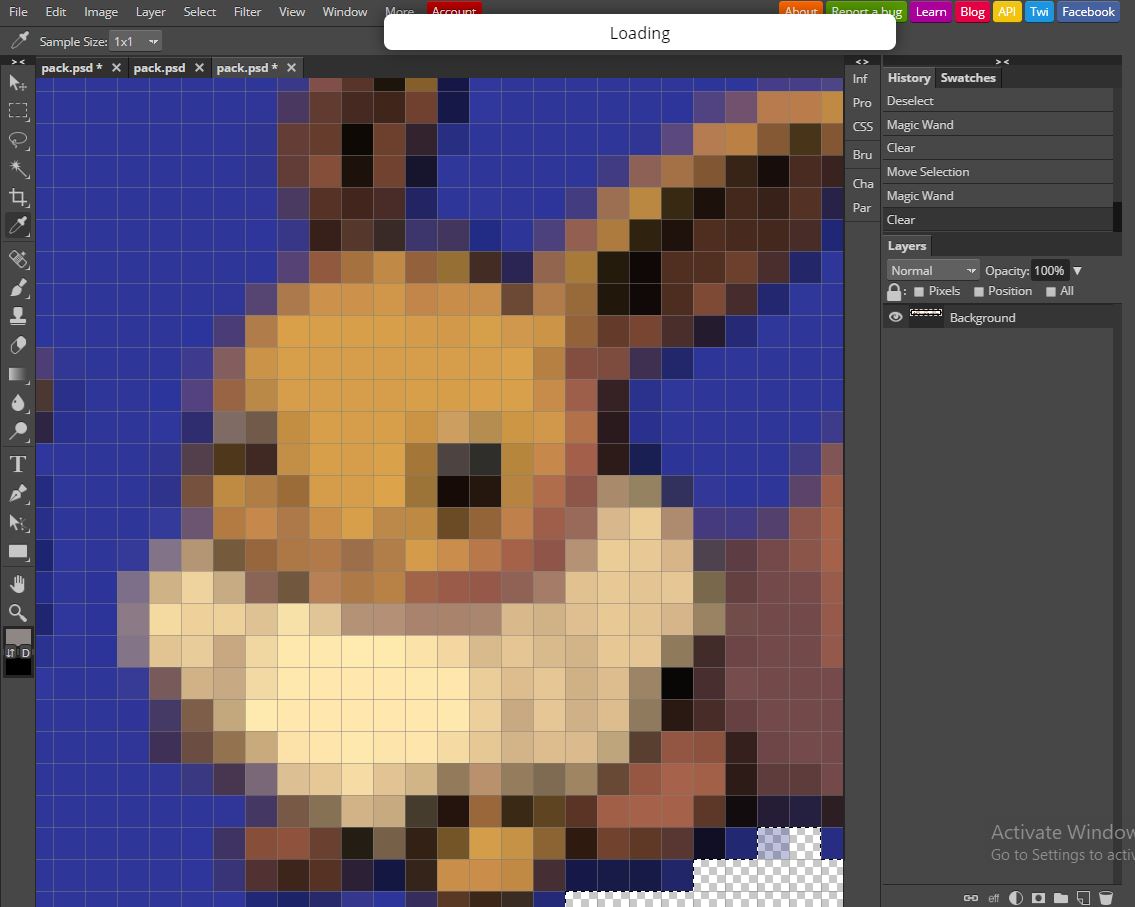 File Edit Image Layer Select Filter View Window More Account About Report a bug Learn Blog API Twi Facebook
Loading
Sample Size: 1x1
> < < > > <
pack.psd * pack.psd pack.psd *
Inf
Pro
CSS
Bru
Cha
Par
History Swatches
Deselect
Magic Wand
Clear
Move Selection
Magic Wand
Clear
Layers
Normal Opacity: 100%
: Pixels Position All
Background
T
D
Activate Window
Go to Settings to activ
eff